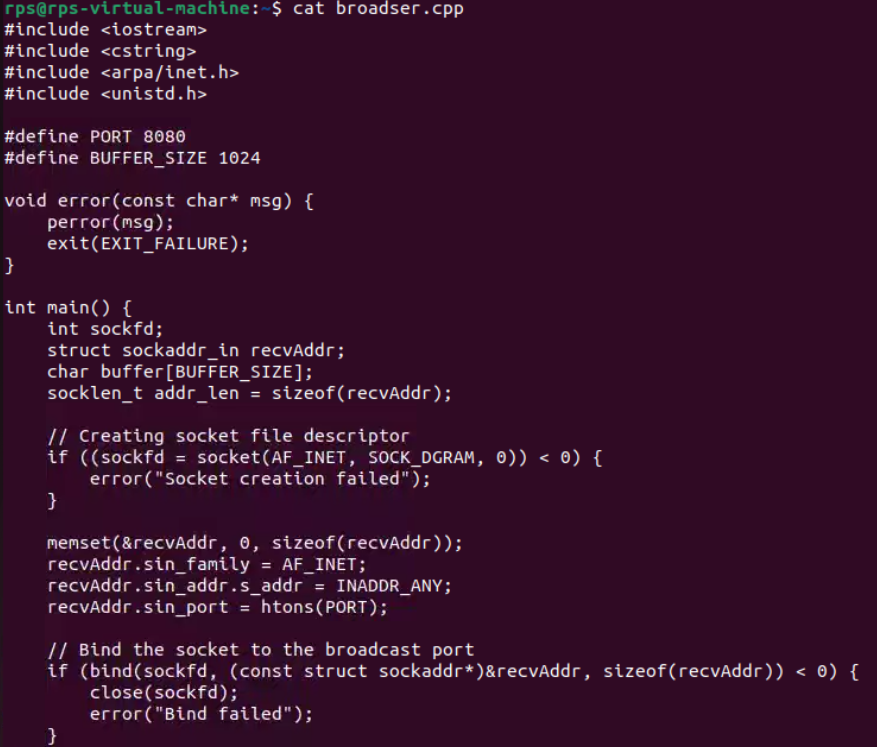 rps@rps-virtual-machine:~$ cat broadser.cpp
#include <iostream>
#include <cstring>
#include <arpa/inet.h>
#include <unistd.h>

#define PORT 8080
#define BUFFER_SIZE 1024

void error(const char* msg) {
    perror(msg);
    exit(EXIT_FAILURE);
}

int main() {
    int sockfd;
    struct sockaddr_in recvAddr;
    char buffer[BUFFER_SIZE];
    socklen_t addr_len = sizeof(recvAddr);

    // Creating socket file descriptor
    if ((sockfd = socket(AF_INET, SOCK_DGRAM, 0)) < 0) {
        error("Socket creation failed");
    }

    memset(&recvAddr, 0, sizeof(recvAddr));
    recvAddr.sin_family = AF_INET;
    recvAddr.sin_addr.s_addr = INADDR_ANY;
    recvAddr.sin_port = htons(PORT);

    // Bind the socket to the broadcast port
    if (bind(sockfd, (const struct sockaddr*)&recvAddr, sizeof(recvAddr)) < 0) {
        close(sockfd);
        error("Bind failed");
    }